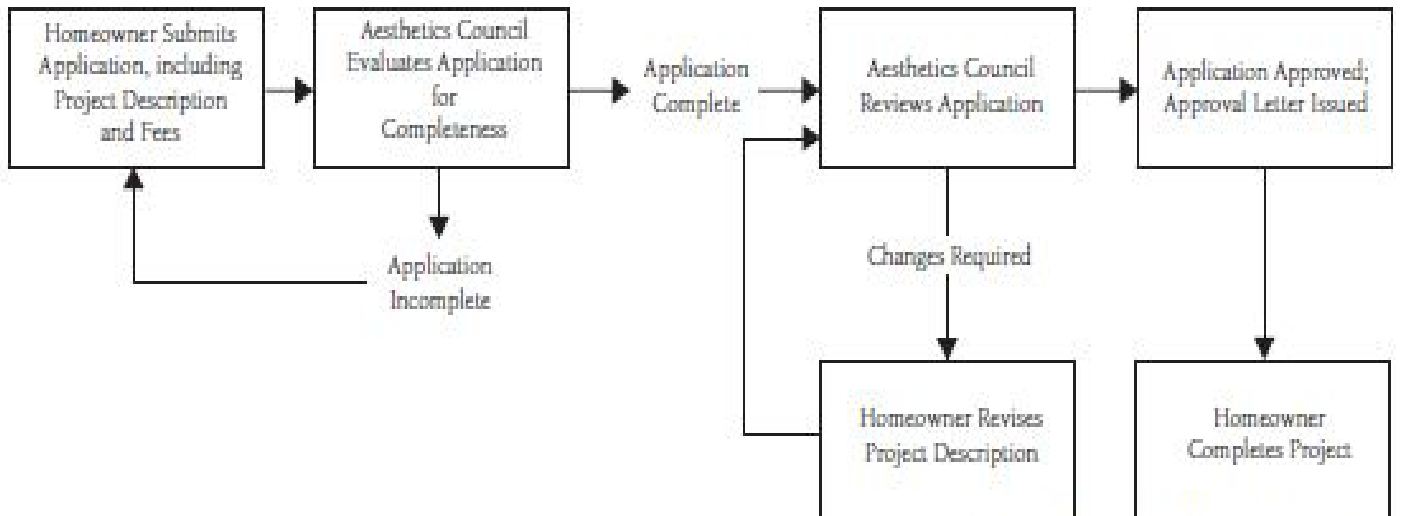 Homeowner Submits
Application, including
Project Description
and Fees
Aesthetics Council
Evaluates Application
for
Completeness
Application
Complete
Aesthetics Council
Reviews Application
Application Approved;
Approval Letter Issued
Application
Incomplete
Changes Required
Homeowner Revises
Project Description
Homeowner
Completes Project